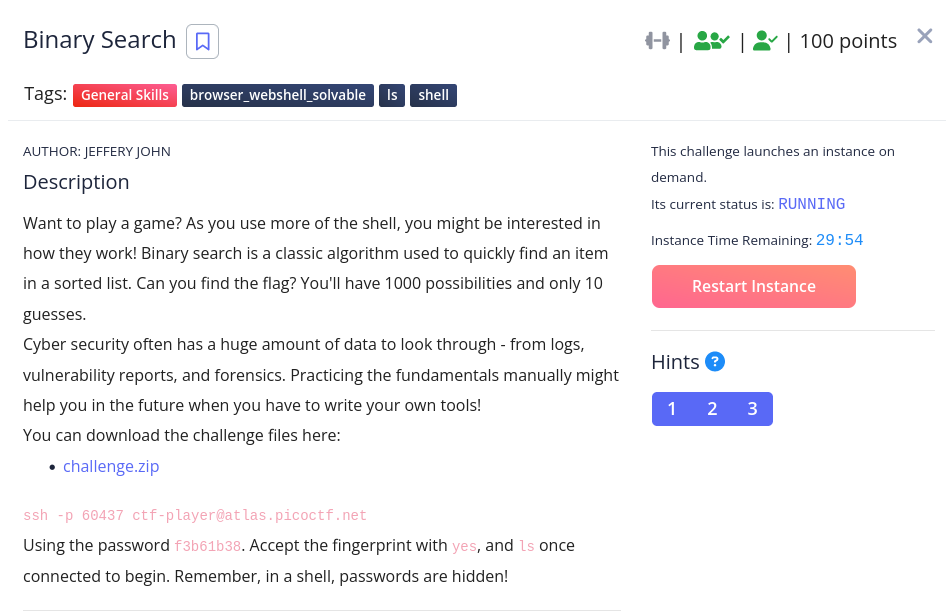 Binary Search
| | | 100 points
Tags: General Skills browser_webshell_solvable ls shell
AUTHOR: JEFFERY JOHN
Description
Want to play a game? As you use more of the shell, you might be interested in
how they work! Binary search is a classic algorithm used to quickly find an item
in a sorted list. Can you find the flag? You'll have 1000 possibilities and only 10
guesses.
Cyber security often has a huge amount of data to look through - from logs,
vulnerability reports, and forensics. Practicing the fundamentals manually might
help you in the future when you have to write your own tools!
You can download the challenge files here:
• challenge.zip
ssh -p 60437 ctf-player@atlas.picoctf.net
Using the password f3b61b38. Accept the fingerprint with yes, and ls once
connected to begin. Remember, in a shell, passwords are hidden!
This challenge launches an instance on
demand.
Its current status is: RUNNING
Instance Time Remaining: 29:54
Restart Instance
Hints ?
1 2 3